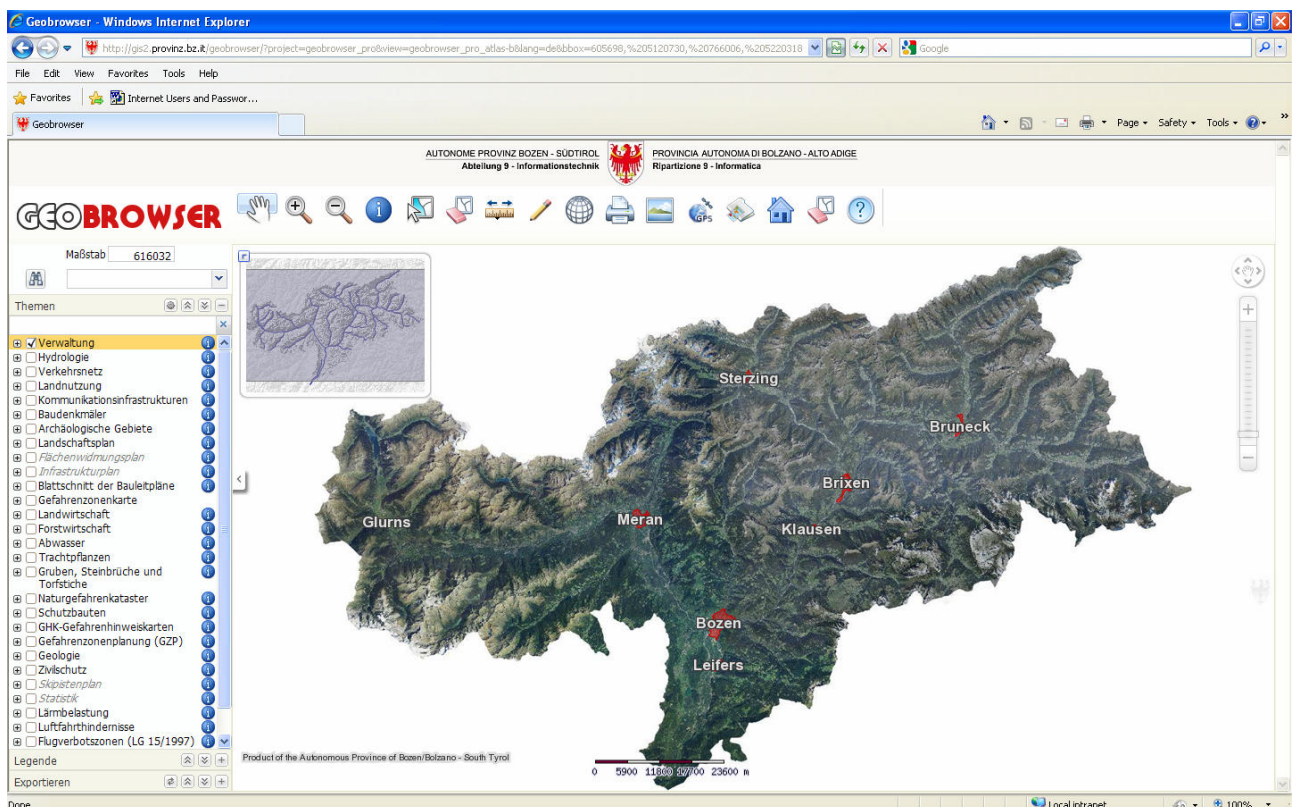 Geobrowser - Windows Internet Explorer
http://gis2.provinz.bz.it/geobrowser/?project=geobrowser_pro&view=geobrowser_pro_atlas-b&lang=de&bbox=605698,%205120730,%20766006,%205220318
Google
File Edit View Favorites Tools Help
Favorites Internet Users and Passwor...
Geobrowser
Page Safety Tools »
AUTONOME PROVINZ BOZEN - SÜDTIROL PROVINCIA AUTONOMA DI BOLZANO - ALTO ADIGE
Abteilung 9 - Informationstechnik Ripartizione 9 - Informatica
GEOBROWSER
GPS
Maßstab 616032
Themen
Verwaltung
Hydrologie
Verkehrsnetz
Landnutzung
Kommunikationsinfrastrukturen
Baudenkmäler
Archäologische Gebiete
Landschaftsplan
Flächenwidmungsplan
Infrastrukturplan
Blattschnitt der Bauleitpläne
Gefahrenzonenkarte
Landwirtschaft
Forstwirtschaft
Abwasser
Trachtpflanzen
Gruben, Steinbrüche und
Torfstiche
Naturgefahrenkataster
Schutzbauten
GHK-Gefahrenhinweiskarten
Gefahrenzonenplanung (GZP)
Geologie
Zivilschutz
Skipistenplan
Statistik
Lärmbelastung
Luftfahrthindernisse
Flugverbotszonen (LG 15/1997)
Legende
Exportieren
Sterzing
Bruneck
Brixen
Glurns
Meran
Klausen
Bozen
Leifers
Product of the Autonomous Province of Bozen/Bolzano - South Tyrol
0 5900 11800 17700 23600 m
Done
Local intranet
100%